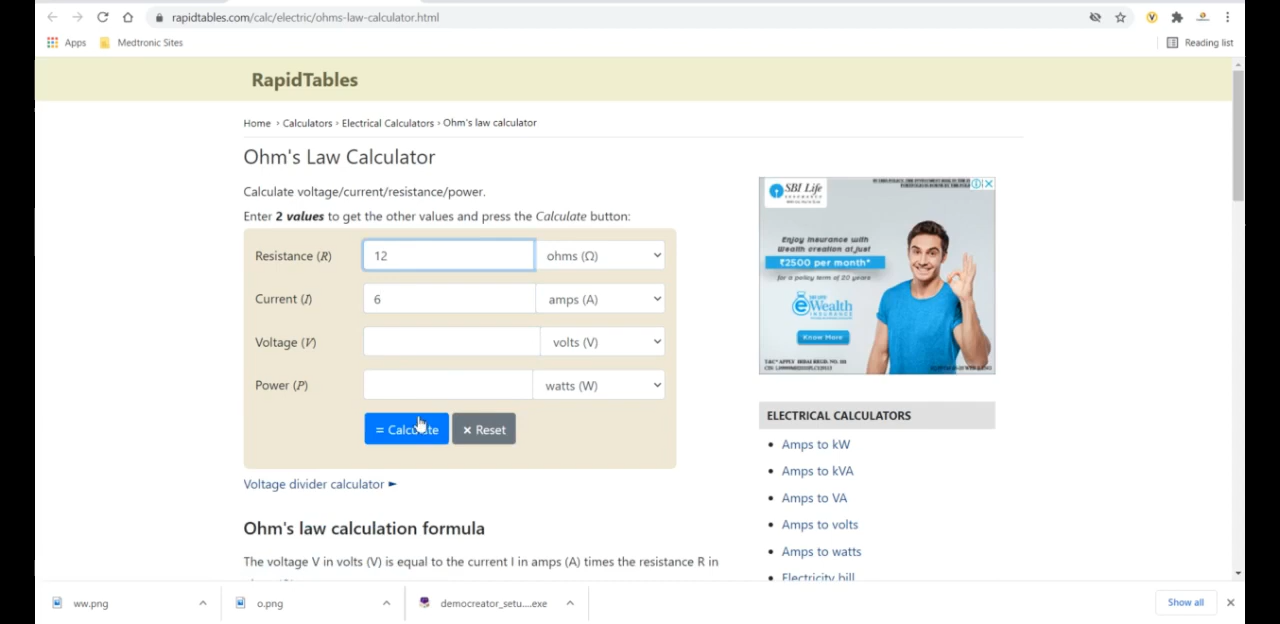 rapidtables.com/calc/electric/ohms-law-calculator.html
Apps Medtronic Sites Reading list
RapidTables
Home › Calculators › Electrical Calculators › Ohm's law calculator
Ohm's Law Calculator
Calculate voltage/current/resistance/power.
Enter 2 values to get the other values and press the Calculate button:
Resistance (R) 12 ohms (Ω)
Current (I) 6 amps (A)
Voltage (V) volts (V)
Power (P) watts (W)
= Calculate × Reset
Voltage divider calculator ►
Ohm's law calculation formula
The voltage V in volts (V) is equal to the current I in amps (A) times the resistance R in
SBI Life
INSURANCE
Enjoy insurance with
Wealth creation at just
₹2500 per month*
for a policy term of 20 years
eWealth
INSURANCE
Know More
ELECTRICAL CALCULATORS
• Amps to kW
• Amps to kVA
• Amps to VA
• Amps to volts
• Amps to watts
• Electricity bill
ww.png
o.png
democreator_setu....exe
Show all